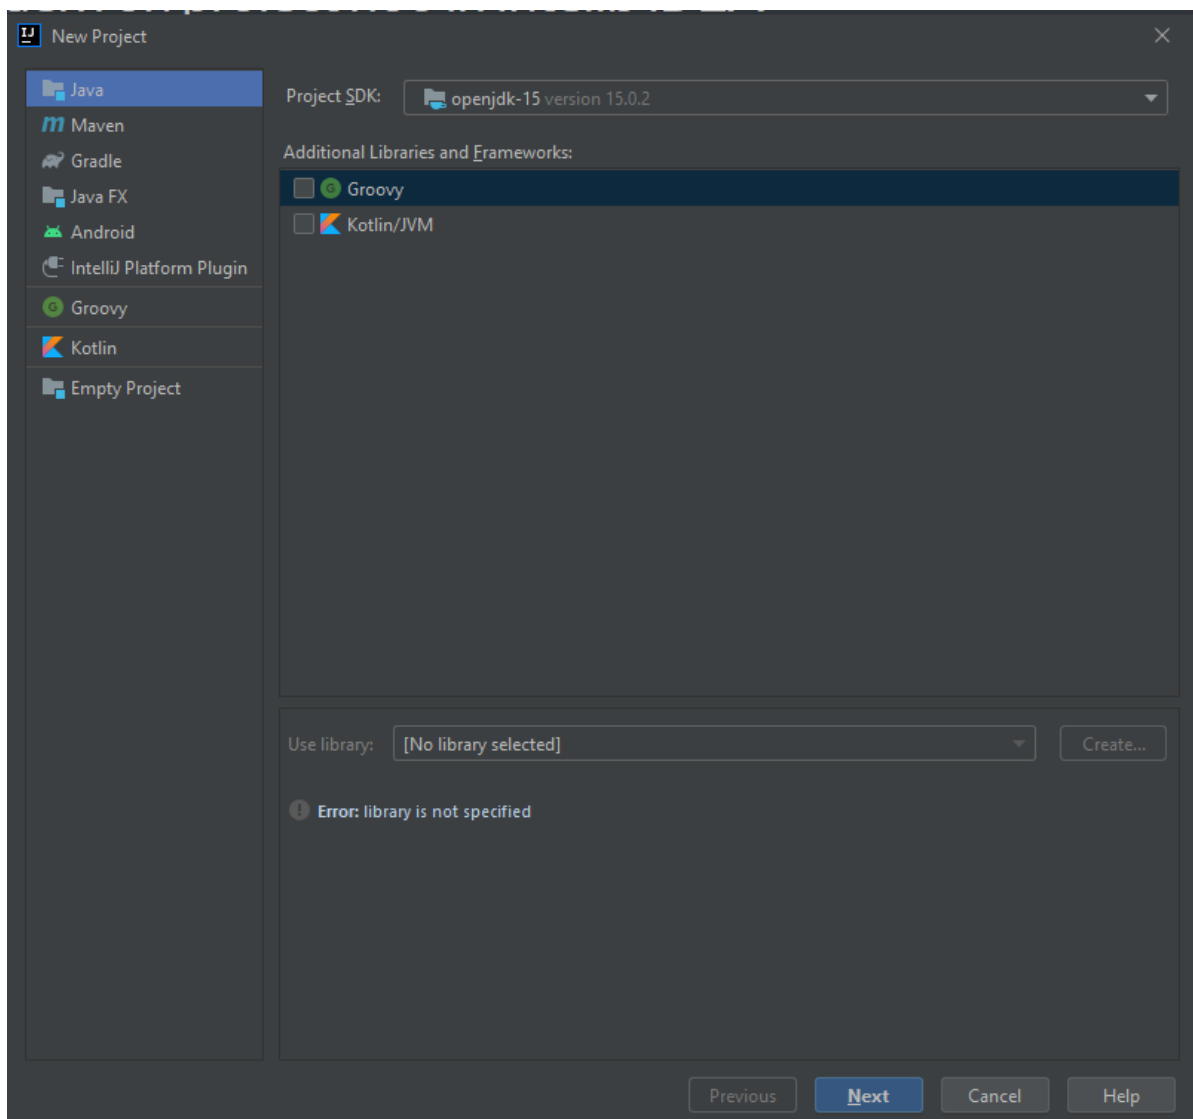 New Project
Java
Maven
Gradle
Java FX
Android
IntelliJ Platform Plugin
Groovy
Kotlin
Empty Project
Project SDK: openjdk-15 version 15.0.2
Additional Libraries and Frameworks:
Groovy
Kotlin/JVM
Use library: [No library selected] Create...
Error: library is not specified
Previous Next Cancel Help